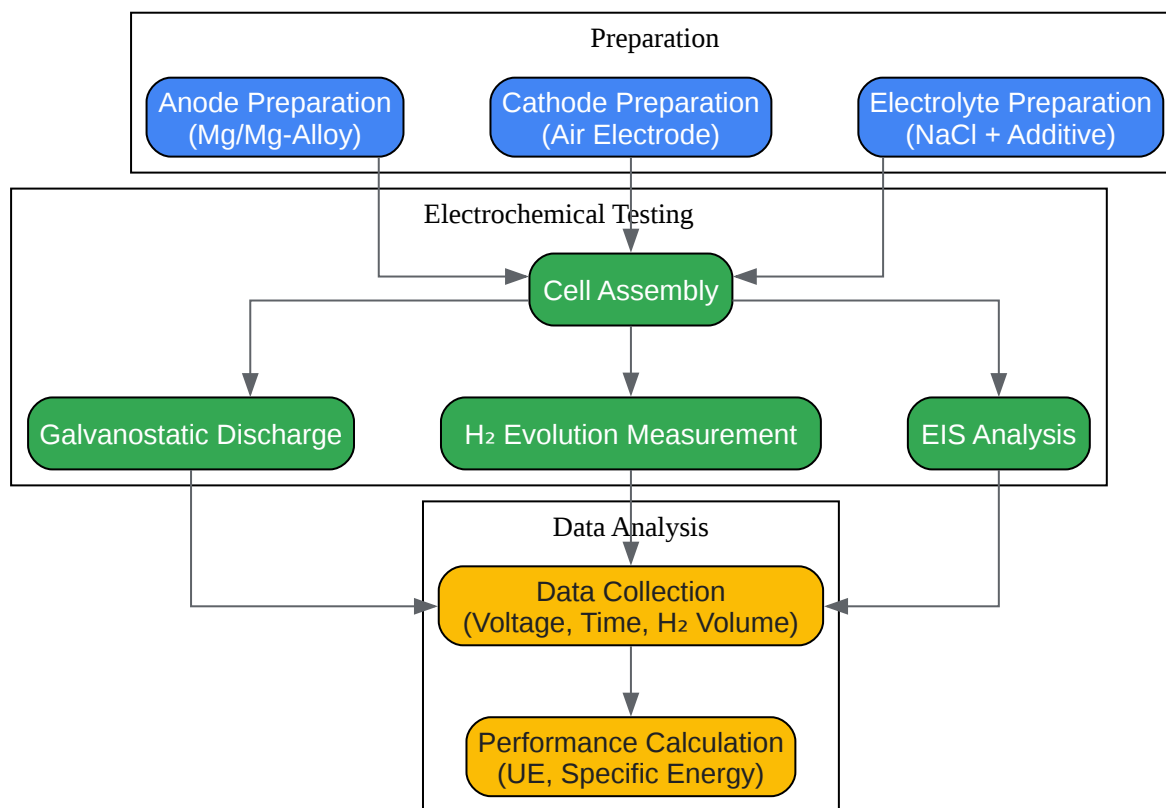 Preparation
Anode Preparation
(Mg/Mg-Alloy)
Cathode Preparation
(Air Electrode)
Electrolyte Preparation
(NaCl + Additive)
Electrochemical Testing
Cell Assembly
Galvanostatic Discharge
H₂ Evolution Measurement
EIS Analysis
Data Analysis
Data Collection
(Voltage, Time, H₂ Volume)
Performance Calculation
(UE, Specific Energy)